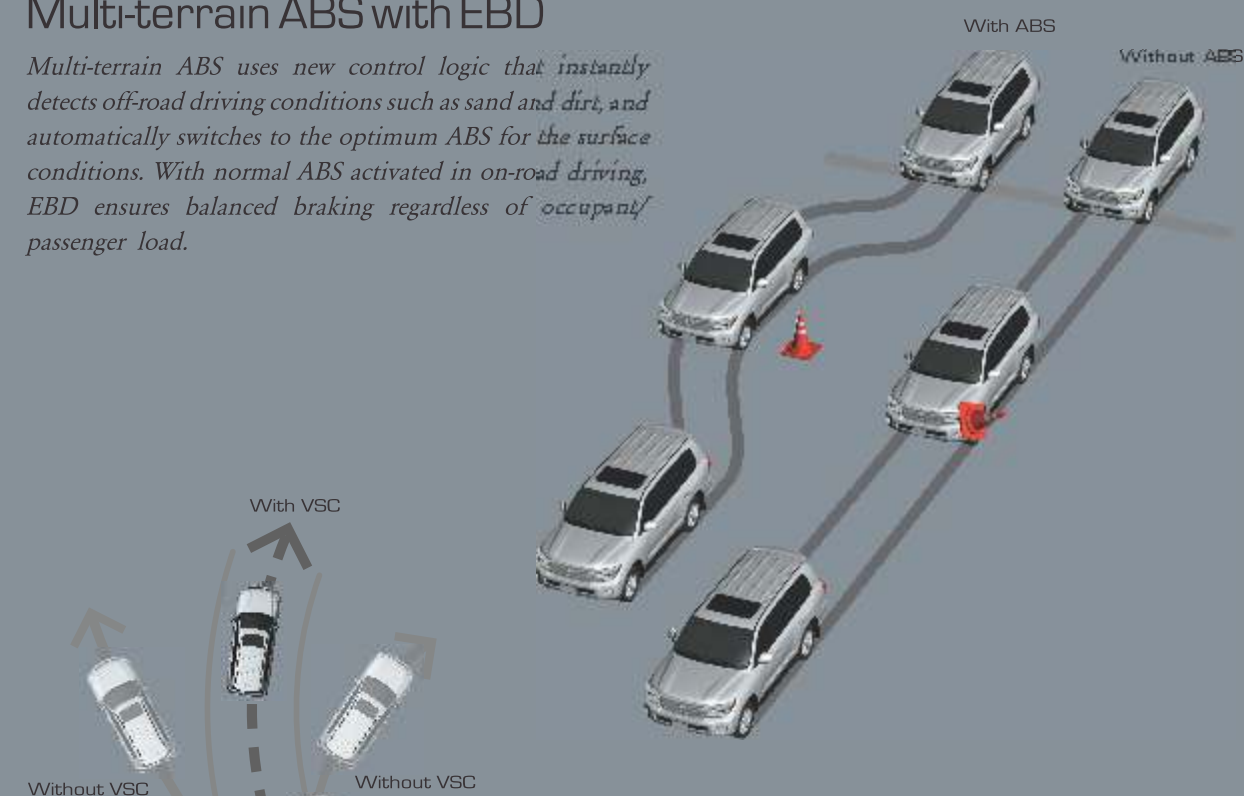 Multi-terrain ABS with EBD
Multi-terrain ABS uses new control logic that instantly
detects off-road driving conditions such as sand and dirt, and
automatically switches to the optimum ABS for the surface
conditions. With normal ABS activated in on-road driving,
EBD ensures balanced braking regardless of occupant/
passenger load.
With ABS
Without ABS
With VSC
Without VSC
Without VSC